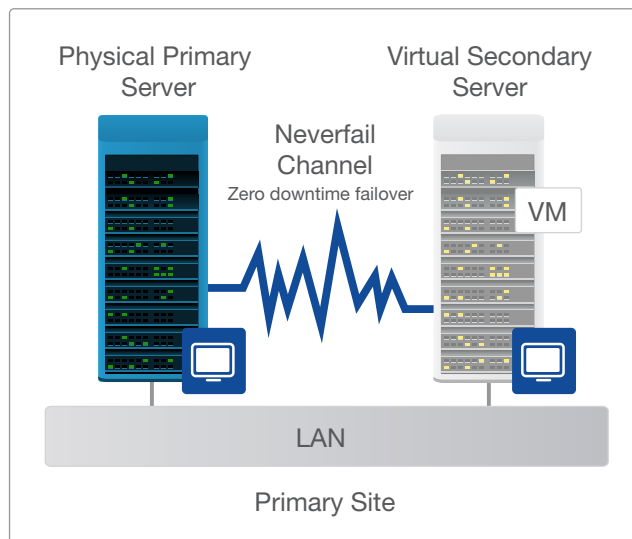 Physical Primary
Server
Virtual Secondary
Server
Neverfail
Channel
Zero downtime failover
VM
LAN
Primary Site